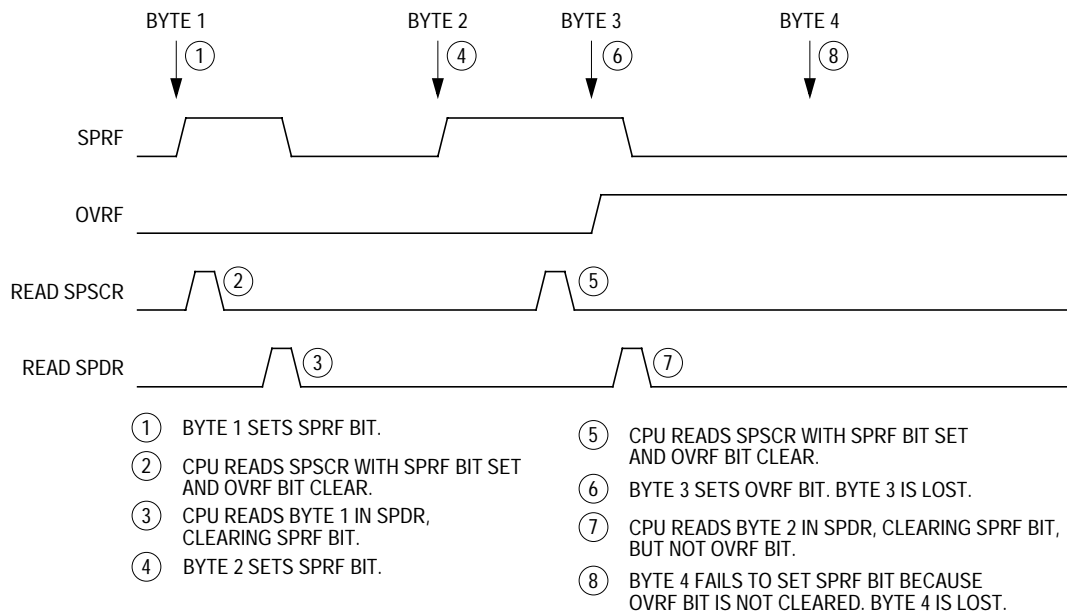 BYTE 1 BYTE 2 BYTE 3 BYTE 4
1 4 6 8
SPRF
OVRF
READ SPSCR 2 5
READ SPDR 3 7
1 BYTE 1 SETS SPRF BIT.
2 CPU READS SPSCR WITH SPRF BIT SET
AND OVRF BIT CLEAR.
3 CPU READS BYTE 1 IN SPDR,
CLEARING SPRF BIT.
4 BYTE 2 SETS SPRF BIT.
5 CPU READS SPSCR WITH SPRF BIT SET
AND OVRF BIT CLEAR.
6 BYTE 3 SETS OVRF BIT. BYTE 3 IS LOST.
7 CPU READS BYTE 2 IN SPDR, CLEARING SPRF BIT,
BUT NOT OVRF BIT.
8 BYTE 4 FAILS TO SET SPRF BIT BECAUSE
OVRF BIT IS NOT CLEARED. BYTE 4 IS LOST.